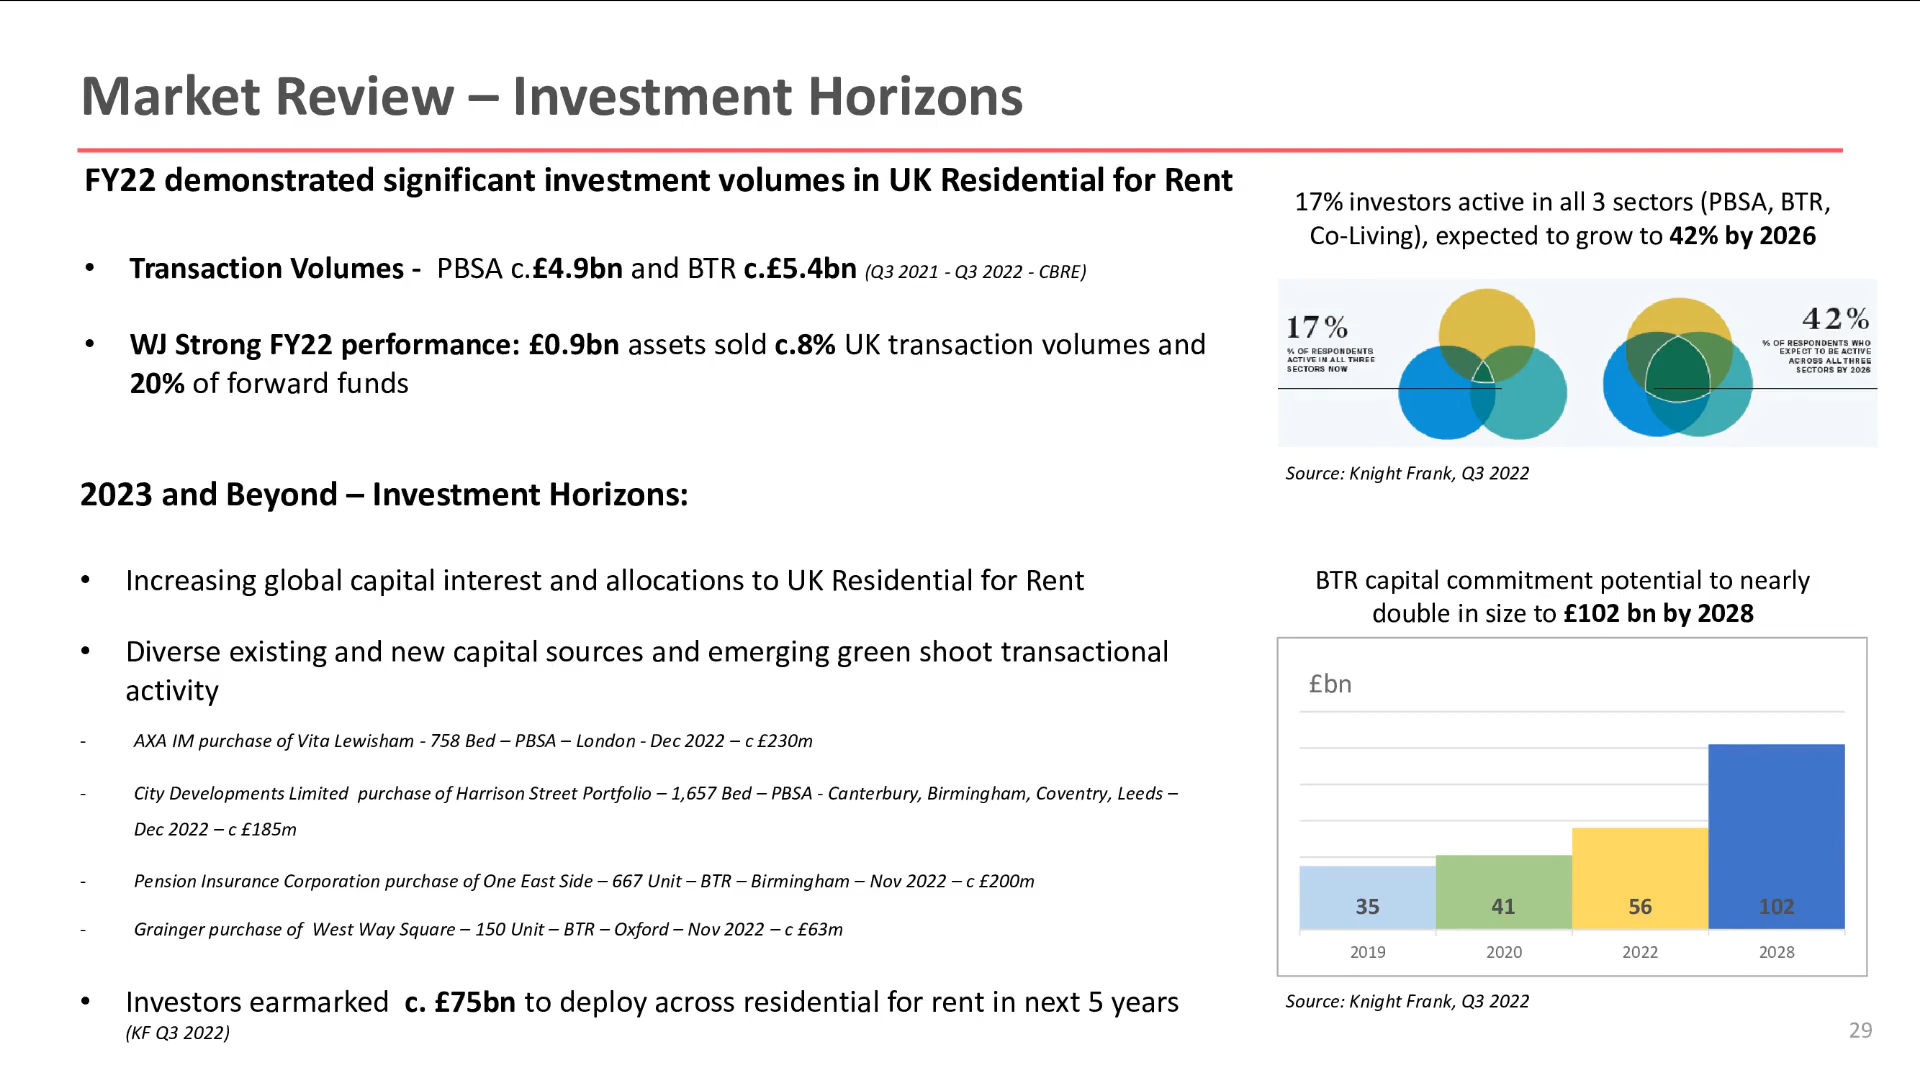 Market Review – Investment Horizons
FY22 demonstrated significant investment volumes in UK Residential for Rent
• Transaction Volumes - PBSA c.£4.9bn and BTR c.£5.4bn (Q3 2021 - Q3 2022 - CBRE)
• WJ Strong FY22 performance: £0.9bn assets sold c.8% UK transaction volumes and
20% of forward funds
2023 and Beyond – Investment Horizons:
• Increasing global capital interest and allocations to UK Residential for Rent
• Diverse existing and new capital sources and emerging green shoot transactional
activity
- AXA IM purchase of Vita Lewisham - 758 Bed – PBSA – London - Dec 2022 – c £230m
- City Developments Limited purchase of Harrison Street Portfolio – 1,657 Bed – PBSA - Canterbury, Birmingham, Coventry, Leeds –
Dec 2022 – c £185m
- Pension Insurance Corporation purchase of One East Side – 667 Unit – BTR – Birmingham – Nov 2022 – c £200m
- Grainger purchase of West Way Square – 150 Unit – BTR – Oxford – Nov 2022 – c £63m
• Investors earmarked c. £75bn to deploy across residential for rent in next 5 years
(KF Q3 2022)
17% investors active in all 3 sectors (PBSA, BTR,
Co-Living), expected to grow to 42% by 2026
17%
% OF RESPONDENTS
ACTIVE IN ALL THREE
SECTORS NOW
42%
% OF RESPONDENTS WHO
EXPECT TO BE ACTIVE
ACROSS ALL THREE
SECTORS BY 2026
Source: Knight Frank, Q3 2022
BTR capital commitment potential to nearly
double in size to £102 bn by 2028
£bn
35 41 56 102
2019 2020 2022 2028
Source: Knight Frank, Q3 2022
29